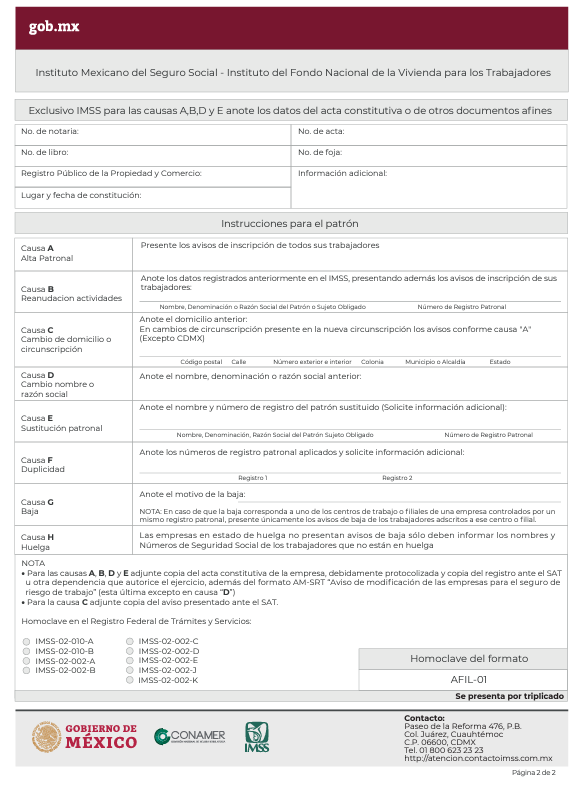 gob.mx
Instituto Mexicano del Seguro Social - Instituto del Fondo Nacional de la Vivienda para los Trabajadores
Exclusivo IMSS para las causas A,B,D y E anote los datos del acta constitutiva o de otros documentos afines
No. de notaria:
No. de acta:
No. de libro:
No. de foja:
Registro Público de la Propiedad y Comercio:
Información adicional:
Lugar y fecha de constitución:
Instrucciones para el patrón
Causa A
Alta Patronal
Presente los avisos de inscripción de todos sus trabajadores
Causa B
Reanudacion actividades
Anote los datos registrados anteriormente en el IMSS, presentando además los avisos de inscripción de sus
trabajadores:
Nombre, Denominación o Razón Social del Patrón o Sujeto Obligado
Número de Registro Patronal
Causa C
Cambio de domicilio o
circunscripción
Anote el domicilio anterior:
En cambios de circunscripción presente en la nueva circunscripción los avisos conforme causa "A"
(Excepto CDMX)
Código postal Calle Número exterior e interior Colonia Municipio o Alcaldía Estado
Causa D
Cambio nombre o
razón social
Anote el nombre, denominación o razón social anterior:
Causa E
Sustitución patronal
Anote el nombre y número de registro del patrón sustituido (Solicite información adicional):
Nombre, Denominación, Razón Social del Patrón Sujeto Obligado
Número de Registro Patronal
Causa F
Duplicidad
Anote los números de registro patronal aplicados y solicite información adicional:
Registro 1
Registro 2
Causa G
Baja
Anote el motivo de la baja:
NOTA: En caso de que la baja corresponda a uno de los centros de trabajo o filiales de una empresa controlados por un
mismo registro patronal, presente únicamente los avisos de baja de los trabajadores adscritos a ese centro o filial.
Causa H
Huelga
Las empresas en estado de huelga no presentan avisos de baja sólo deben informar los nombres y
Números de Seguridad Social de los trabajadores que no están en huelga
NOTA
• Para las causas A, B, D y E adjunte copia del acta constitutiva de la empresa, debidamente protocolizada y copia del registro ante el SAT
u otra dependencia que autorice el ejercicio, además del formato AM-SRT "Aviso de modificación de las empresas para el seguro de
riesgo de trabajo" (esta última excepto en causa "D")
• Para la causa C adjunte copia del aviso presentado ante el SAT.
Homoclave en el Registro Federal de Trámites y Servicios:
IMSS-02-010-A
IMSS-02-010-B
IMSS-02-002-A
IMSS-02-002-B
IMSS-02-002-C
IMSS-02-002-D
IMSS-02-002-E
IMSS-02-002-J
IMSS-02-002-K
Homoclave del formato
AFIL-01
Se presenta por triplicado
GOBIERNO DE
MÉXICO
CONAMER
IMSS
Contacto:
Paseo de la Reforma 476, P.B.
Col. Juárez, Cuauhtémoc
C.P. 06600, CDMX
Tel. 01 800 623 23 23
http://atencion.contactoimss.com.mx
Página 2 de 2